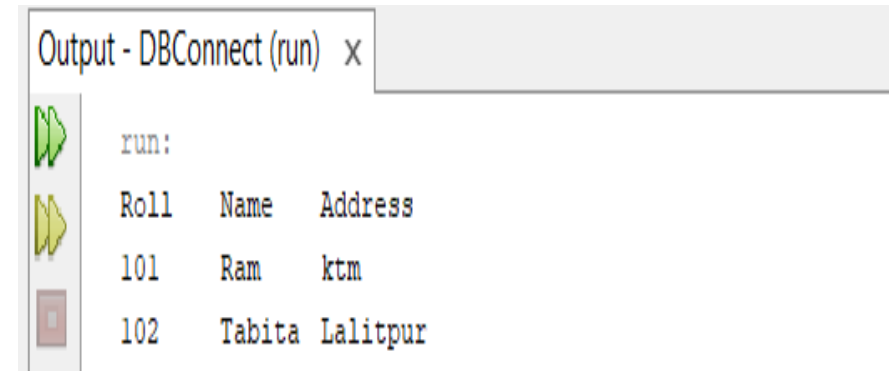 Output - DBConnect (run) x
run:
Roll Name Address
101 Ram ktm
102 Tabita Lalitpur